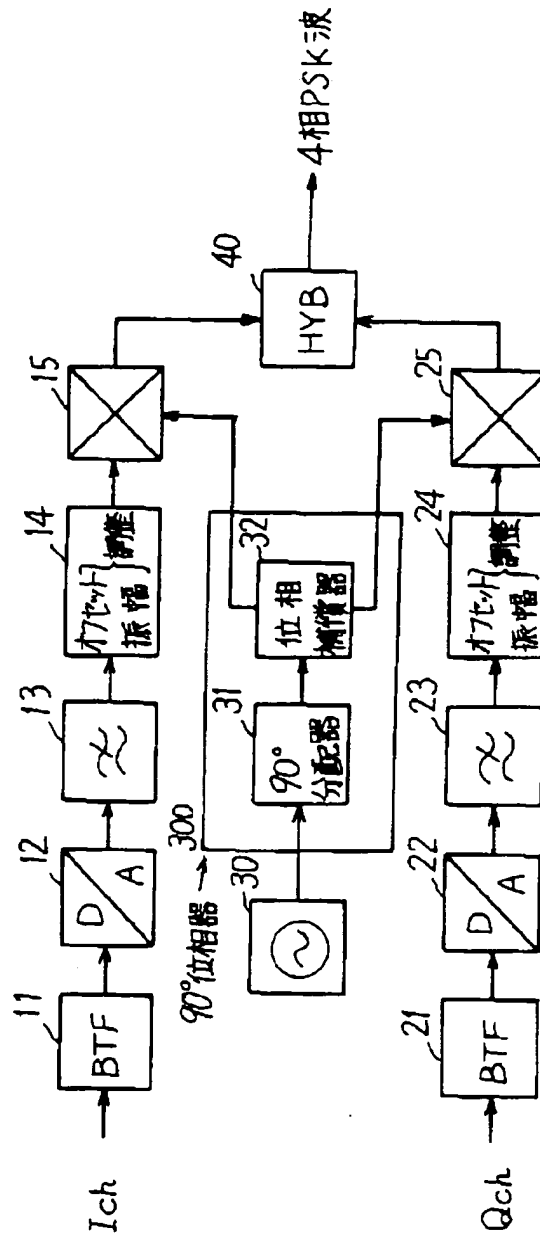 Ich
11
BTF
12
D
A
13
14
オフセット
振幅
調整
15
90°位相器
300
30
31
90°
分配器
32
位相
補償器
40
HYB
4相PSK波
Qch
21
BTF
22
D
A
23
24
オフセット
振幅
調整
25